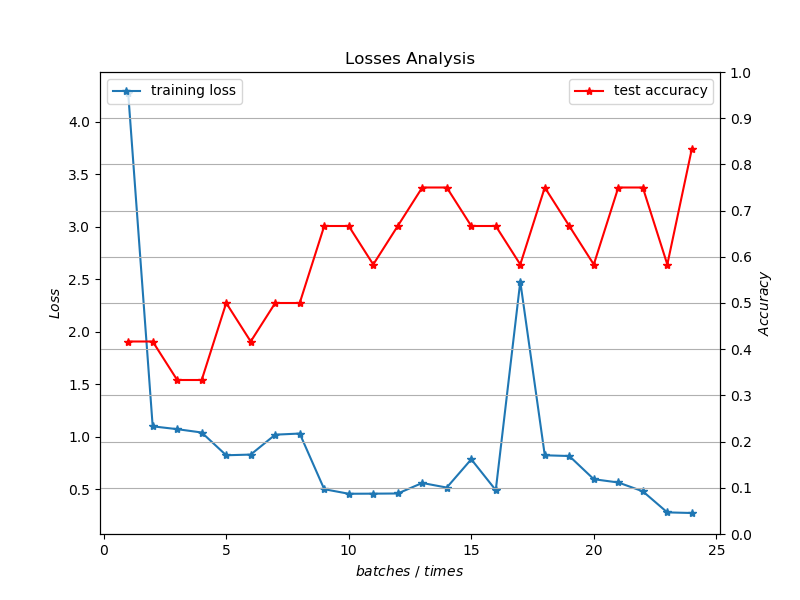 Losses Analysis
training loss
test accuracy
4.0
3.5
3.0
2.5
2.0
1.5
1.0
0.5
Loss
1.0
0.9
0.8
0.7
0.6
0.5
0.4
0.3
0.2
0.1
0.0
Accuracy
0 5 10 15 20 25
batches / times